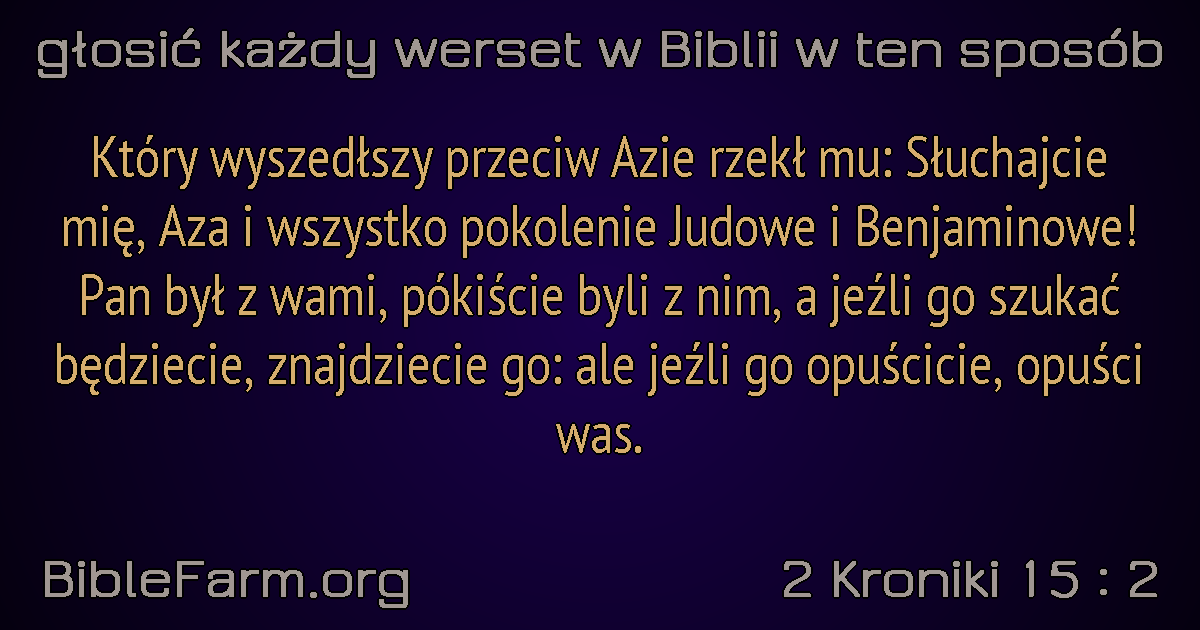 głosić każdy werset w Biblii w ten sposób
Który wyszedłszy przeciw Azie rzekł mu: Słuchajcie
mię, Aza i wszystko pokolenie Judowe i Benjaminowe!
Pan był z wami, pókiście byli z nim, a jeźli go szukać
będziecie, znajdziecie go: ale jeźli go opuścicie, opuści
was.
BibleFarm.org
2 Kroniki 15 : 2